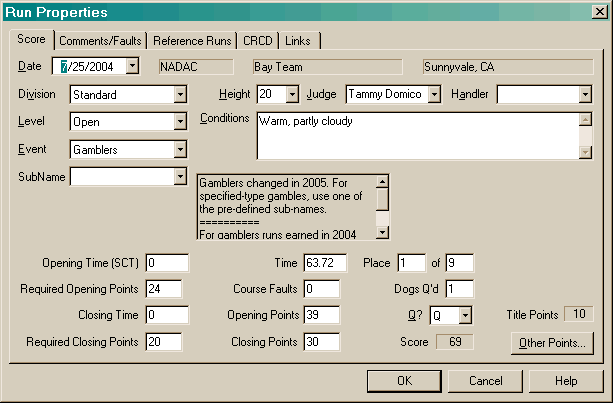 Run Properties
Score Comments/Faults Reference Runs CRCD Links
Date 7/25/2004 NADAC Bay Team Sunnyvale, CA
Division Standard Height 20 Judge Tammy Domico Handler
Level Open Conditions Warm, partly cloudy
Event Gamblers
SubName
Gamblers changed in 2005. For
specified-type gambles, use one of
the pre-defined sub-names.
==========
For gamblers runs earned in 2004
Opening Time (SCT) 0 Time 63.72 Place 1 of 9
Required Opening Points 24 Course Faults 0 Dogs Q'd 1
Closing Time 0 Opening Points 39 Q? Q Title Points 10
Required Closing Points 20 Closing Points 30 Score 69 Other Points...
OK Cancel Help